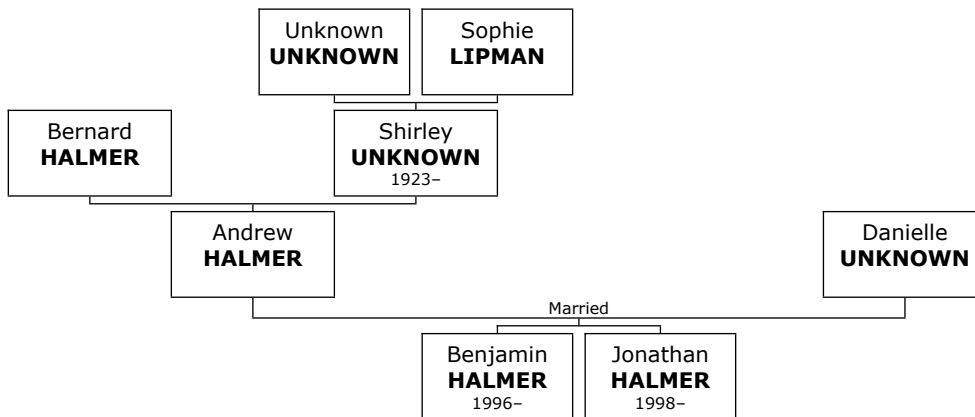 Unknown
UNKNOWN
Sophie
LIPMAN
Bernard
HALMER
Shirley
UNKNOWN
1923–
Andrew
HALMER
Danielle
UNKNOWN
Married
Benjamin
HALMER
1996–
Jonathan
HALMER
1998–